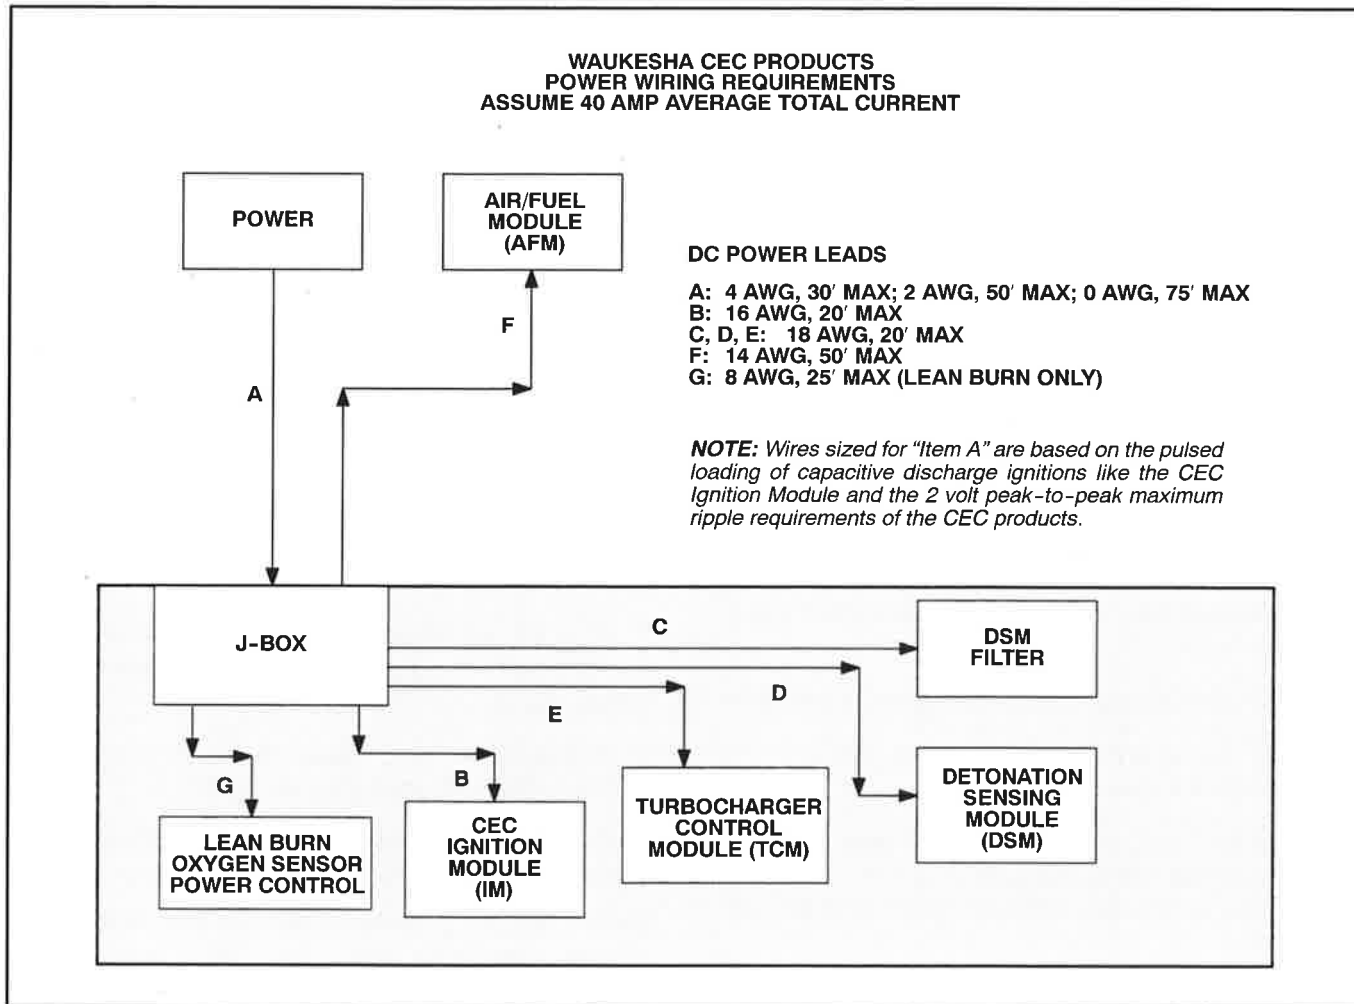 WAUKESHA CEC PRODUCTS
POWER WIRING REQUIREMENTS
ASSUME 40 AMP AVERAGE TOTAL CURRENT
POWER
AIR/FUEL
MODULE
(AFM)
DC POWER LEADS
A: 4 AWG, 30′ MAX; 2 AWG, 50′ MAX; 0 AWG, 75′ MAX
B: 16 AWG, 20′ MAX
C, D, E: 18 AWG, 20′ MAX
F: 14 AWG, 50′ MAX
G: 8 AWG, 25′ MAX (LEAN BURN ONLY)
F
A
NOTE: Wires sized for “Item A” are based on the pulsed
loading of capacitive discharge ignitions like the CEC
Ignition Module and the 2 volt peak-to-peak maximum
ripple requirements of the CEC products.
J-BOX
C
DSM
FILTER
D
E
G
B
LEAN BURN
OXYGEN SENSOR
POWER CONTROL
CEC
IGNITION
MODULE
(IM)
TURBOCHARGER
CONTROL
MODULE (TCM)
DETONATION
SENSING
MODULE
(DSM)